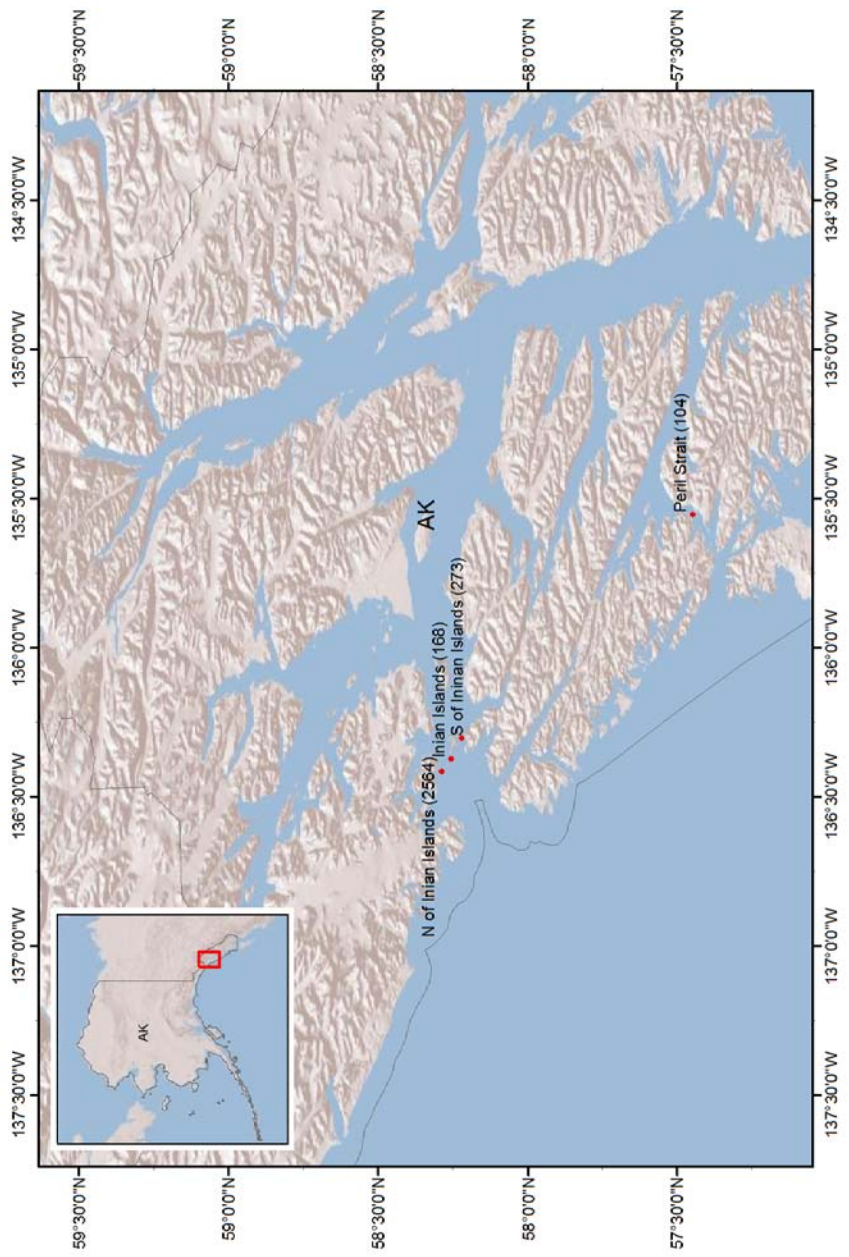 137°30'0"W
137°0'0"W
136°30'0"W
136°0'0"W
135°30'0"W
135°0'0"W
134°30'0"W
59°30'0"N
59°30'0"N
AK
59°0'0"N
59°0'0"N
58°30'0"N
58°30'0"N
AK
N of Inian Islands (2564)
Inian Islands (168)
S of Ininan Islands (273)
58°0'0"N
58°0'0"N
Peril Strait (104)
57°30'0"N
57°30'0"N
137°30'0"W
137°0'0"W
136°30'0"W
136°0'0"W
135°30'0"W
135°0'0"W
134°30'0"W